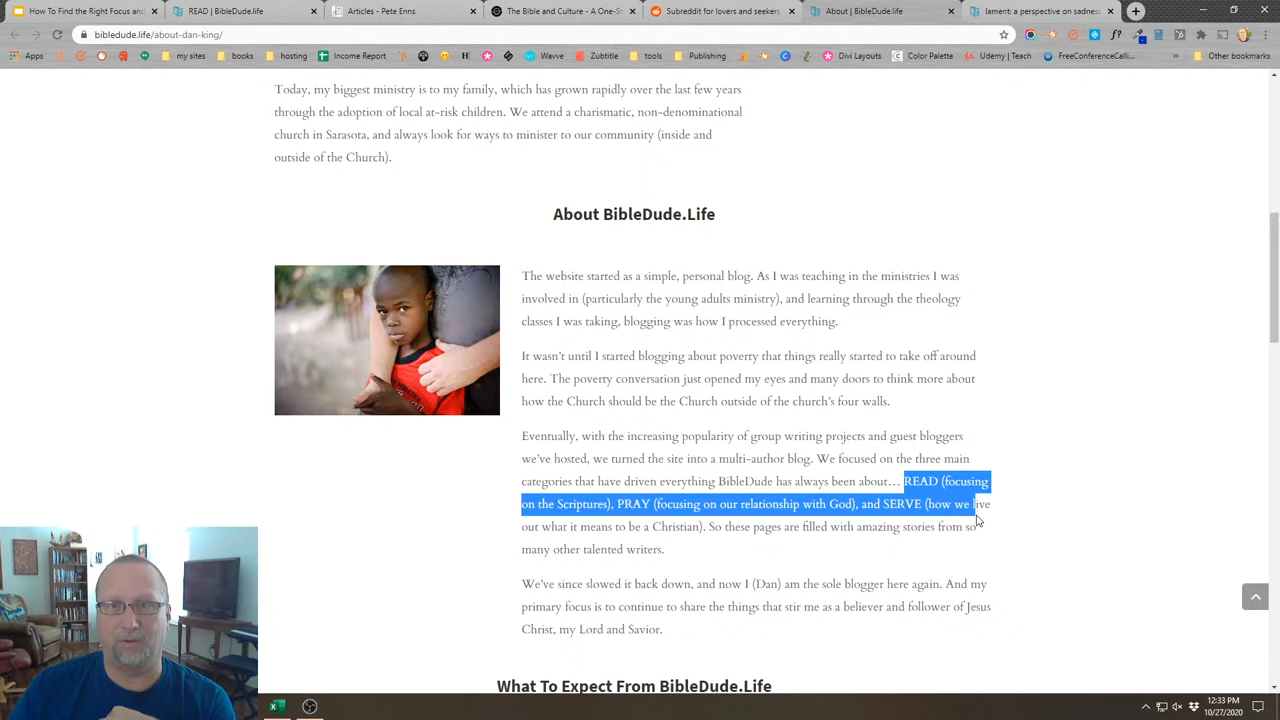 How To Find the Right Focus and
READ | BibleDude.Life
Articles - Pete Enns
The Bible and Culture - A One-St
Subreddit for lovers and seekers
About | BibleDude.Life
lament: a perspective on sadnes
bibledude.life/about-dan-king/
Apps
my sites
books
hosting
Income Report
Wavve
Zubtitle
tools
Divi Layouts
Color Palette
Udemy | Teach
FreeConferenceCalli...
Other bookmarks
Today, my biggest ministry is to my family, which has grown rapidly over the last few years
through the adoption of local at-risk children. We attend a charismatic, non-denominational
church in Sarasota, and always look for ways to minister to our community (inside and
outside of the Church).
About BibleDude.Life
The website started as a simple, personal blog. As I was teaching in the ministries I was
involved in (particularly the young adults ministry), and learning through the theology
classes I was taking, blogging was how I processed everything.
It wasn't until I started blogging about poverty that things really started to take off around
here. The poverty conversation just opened my eyes and many doors to think more about
how the Church should be the Church outside of the church's four walls.
Eventually, with the increasing popularity of group writing projects and guest bloggers
we've hosted, we turned the site into a multi-author blog. We focused on the three main
categories that have driven everything BibleDude has always been about… READ (focusing
on the Scriptures), PRAY (focusing on our relationship with God), and SERVE (how we live
out what it means to be a Christian). So these pages are filled with amazing stories from so
many other talented writers.
We've since slowed it back down, and now I (Dan) am the sole blogger here again. And my
primary focus is to continue to share the things that stir me as a believer and follower of Jesus
Christ, my Lord and Savior.
What To Expect From BibleDude.Life
12:33 PM
10/27/2020